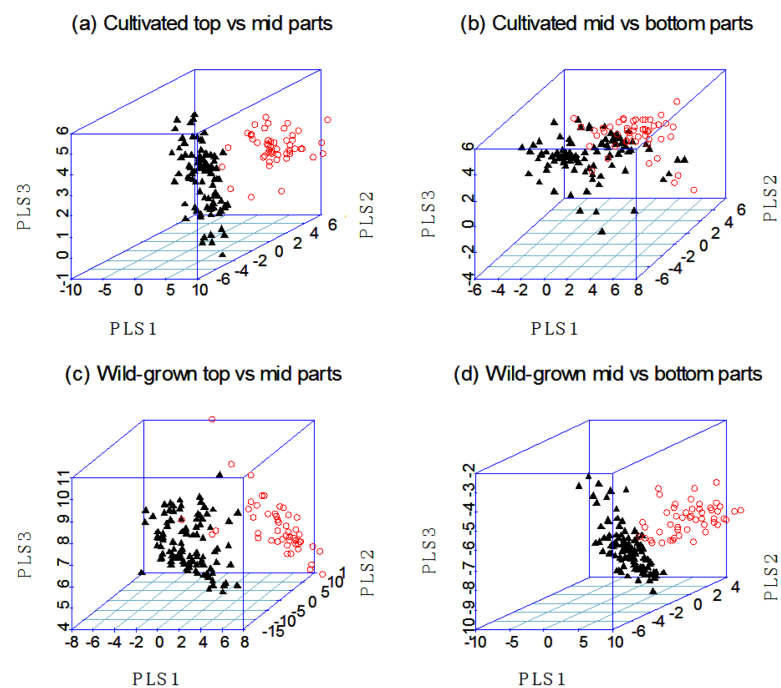 (a) Cultivated top vs mid parts
(b) Cultivated mid vs bottom parts
PLS3
-1 0 1 2 3 4 5 6
-10 -5 0 5 10
-6 -4 -2 0 2 4 6
PLS2
PLS1
PLS3
-4 -2 0 2 4 6
-6 -4 -2 0 2 4 6 8
-6 -4 -2 0 2 4 6
PLS2
PLS1
(c) Wild-grown top vs mid parts
(d) Wild-grown mid vs bottom parts
PLS3
4 5 6 7 8 9 10 11
-8 -6 -4 -2 0 2 4 6 8
-15 -10 -5 0 5 10 1
PLS2
PLS1
PLS3
-10 -9 -8 -7 -6 -5 -4 -3 -2
-10 -5 0 5 10
-6 -4 -2 0 2 4
PLS2
PLS1